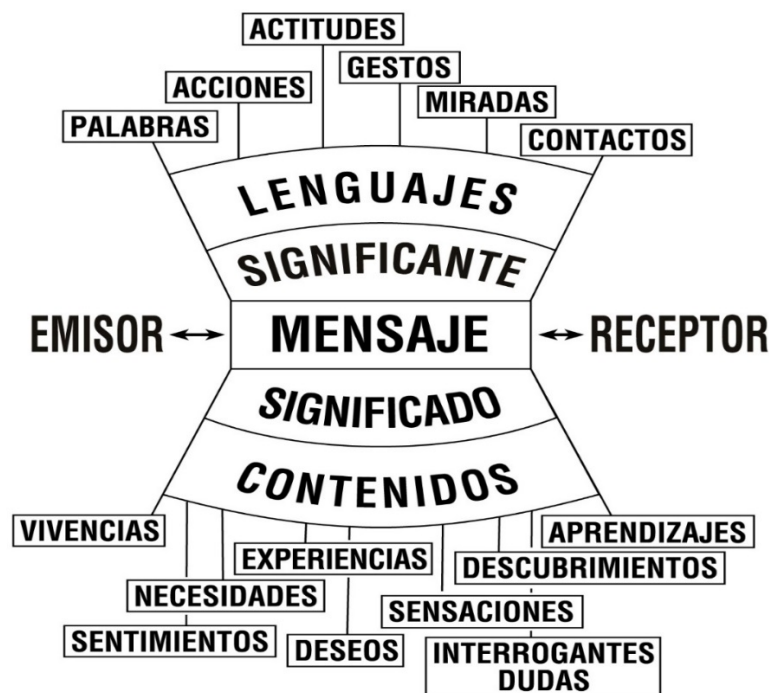 ACTITUDES
GESTOS
ACCIONES
MIRADAS
PALABRAS
CONTACTOS
LENGUAJES
SIGNIFICANTE
EMISOR
MENSAJE
RECEPTOR
SIGNIFICADO
CONTENIDOS
VIVENCIAS
APRENDIZAJES
EXPERIENCIAS
DESCUBRIMIENTOS
NECESIDADES
SENSACIONES
SENTIMIENTOS
DESEOS
INTERROGANTES
DUDAS